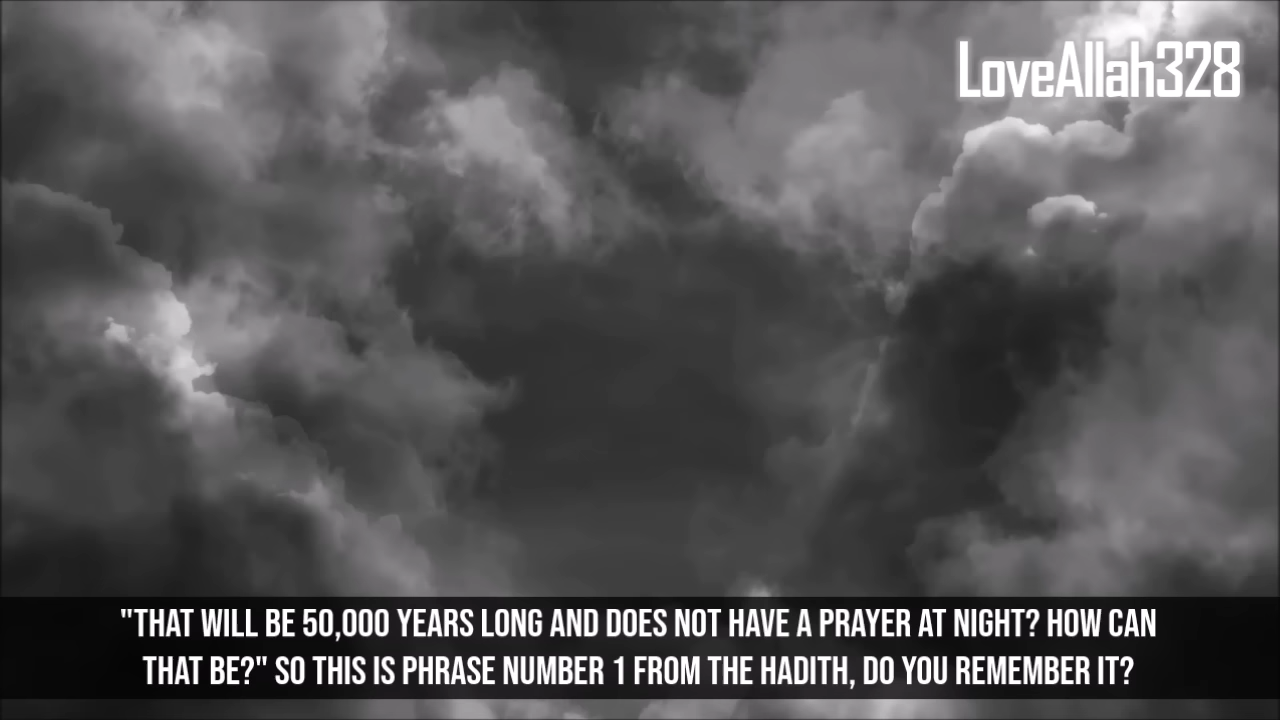 LoveAllah328
"THAT WILL BE 50,000 YEARS LONG AND DOES NOT HAVE A PRAYER AT NIGHT? HOW CAN
THAT BE?" SO THIS IS PHRASE NUMBER 1 FROM THE HADITH, DO YOU REMEMBER IT?